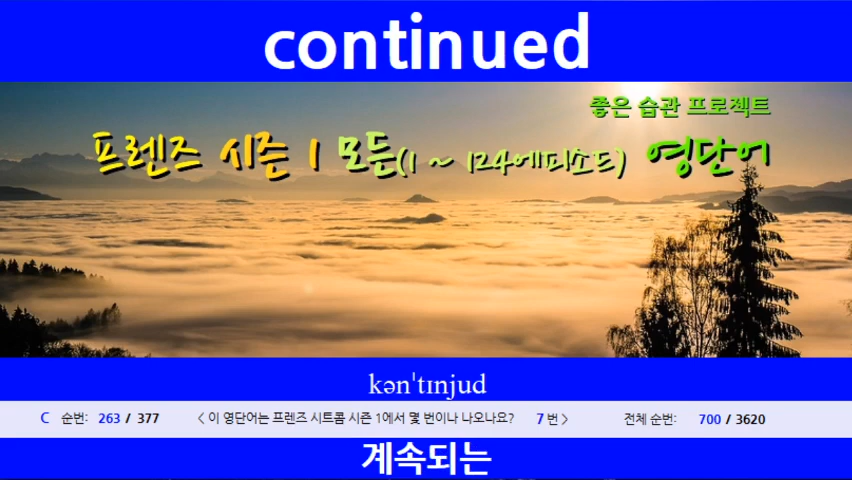 continued
좋은 습관 프로젝트
프렌즈 시즌 1 모든(1 ~ 124에피소드) 영단어
kən'tɪnjud
C 순번: 263 / 377 < 이 영단어는 프렌즈 시트콤 시즌 1에서 몇 번이나 나오나요? 7 번 > 전체 순번: 700 / 3620
계속되는